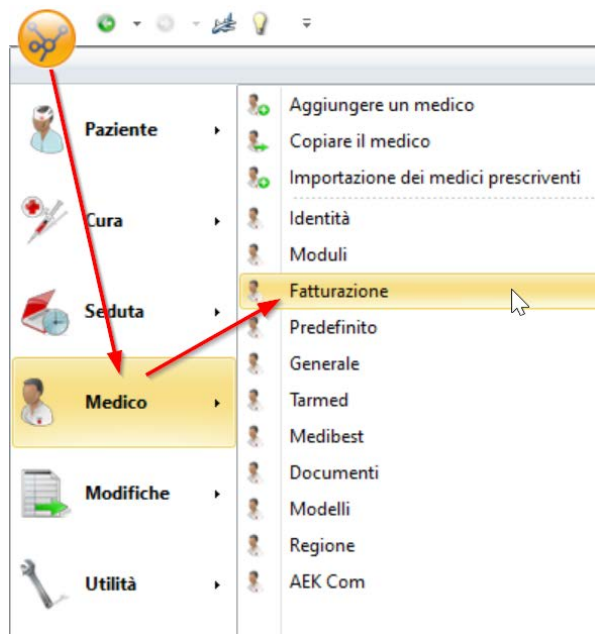 Paziente
Cura
Seduta
Medico
Modifiche
Utilità
Aggiungere un medico
Copiare il medico
Importazione dei medici prescriventi
Identità
Moduli
Fatturazione
Predefinito
Generale
Tarmed
Medibest
Documenti
Modelli
Regione
AEK Com